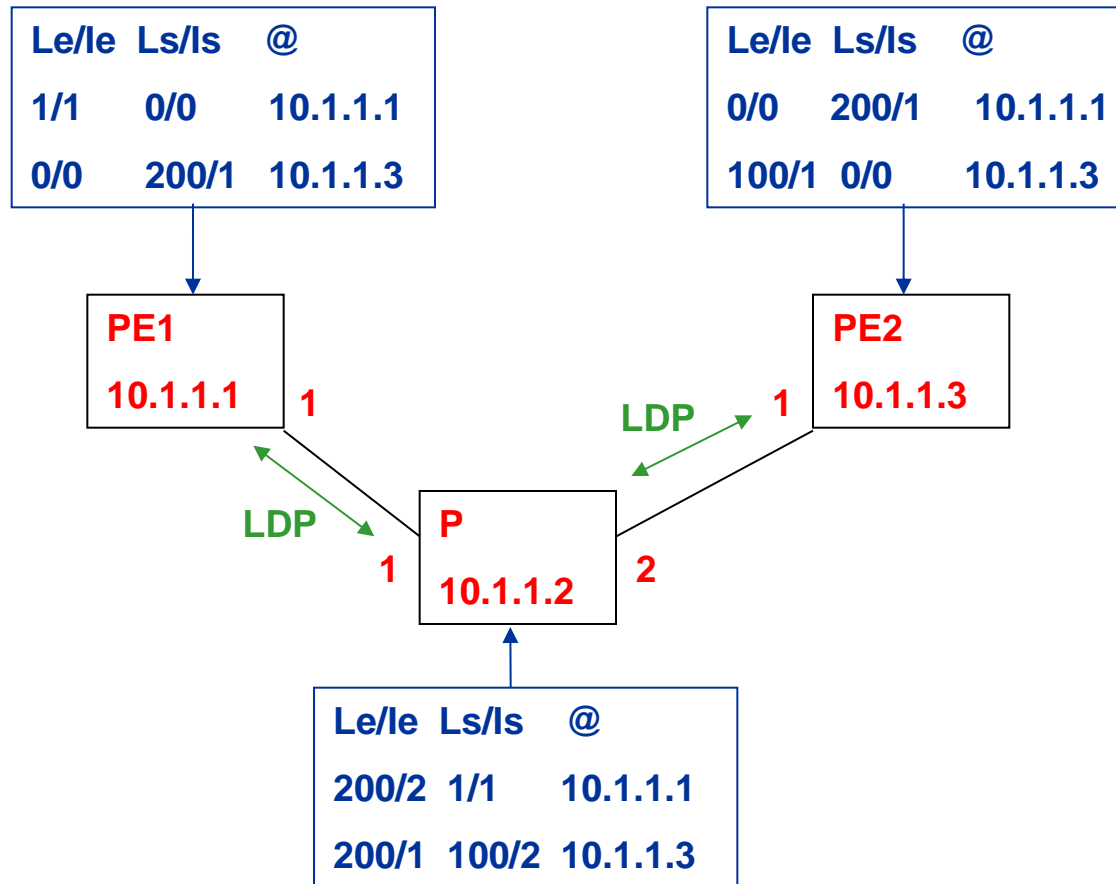 Le/Ie Ls/Is @
1/1 0/0 10.1.1.1
0/0 200/1 10.1.1.3
Le/Ie Ls/Is @
0/0 200/1 10.1.1.1
100/1 0/0 10.1.1.3
PE1
10.1.1.1
1
PE2
10.1.1.3
1
LDP
LDP
P
10.1.1.2
1
2
Le/Ie Ls/Is @
200/2 1/1 10.1.1.1
200/1 100/2 10.1.1.3